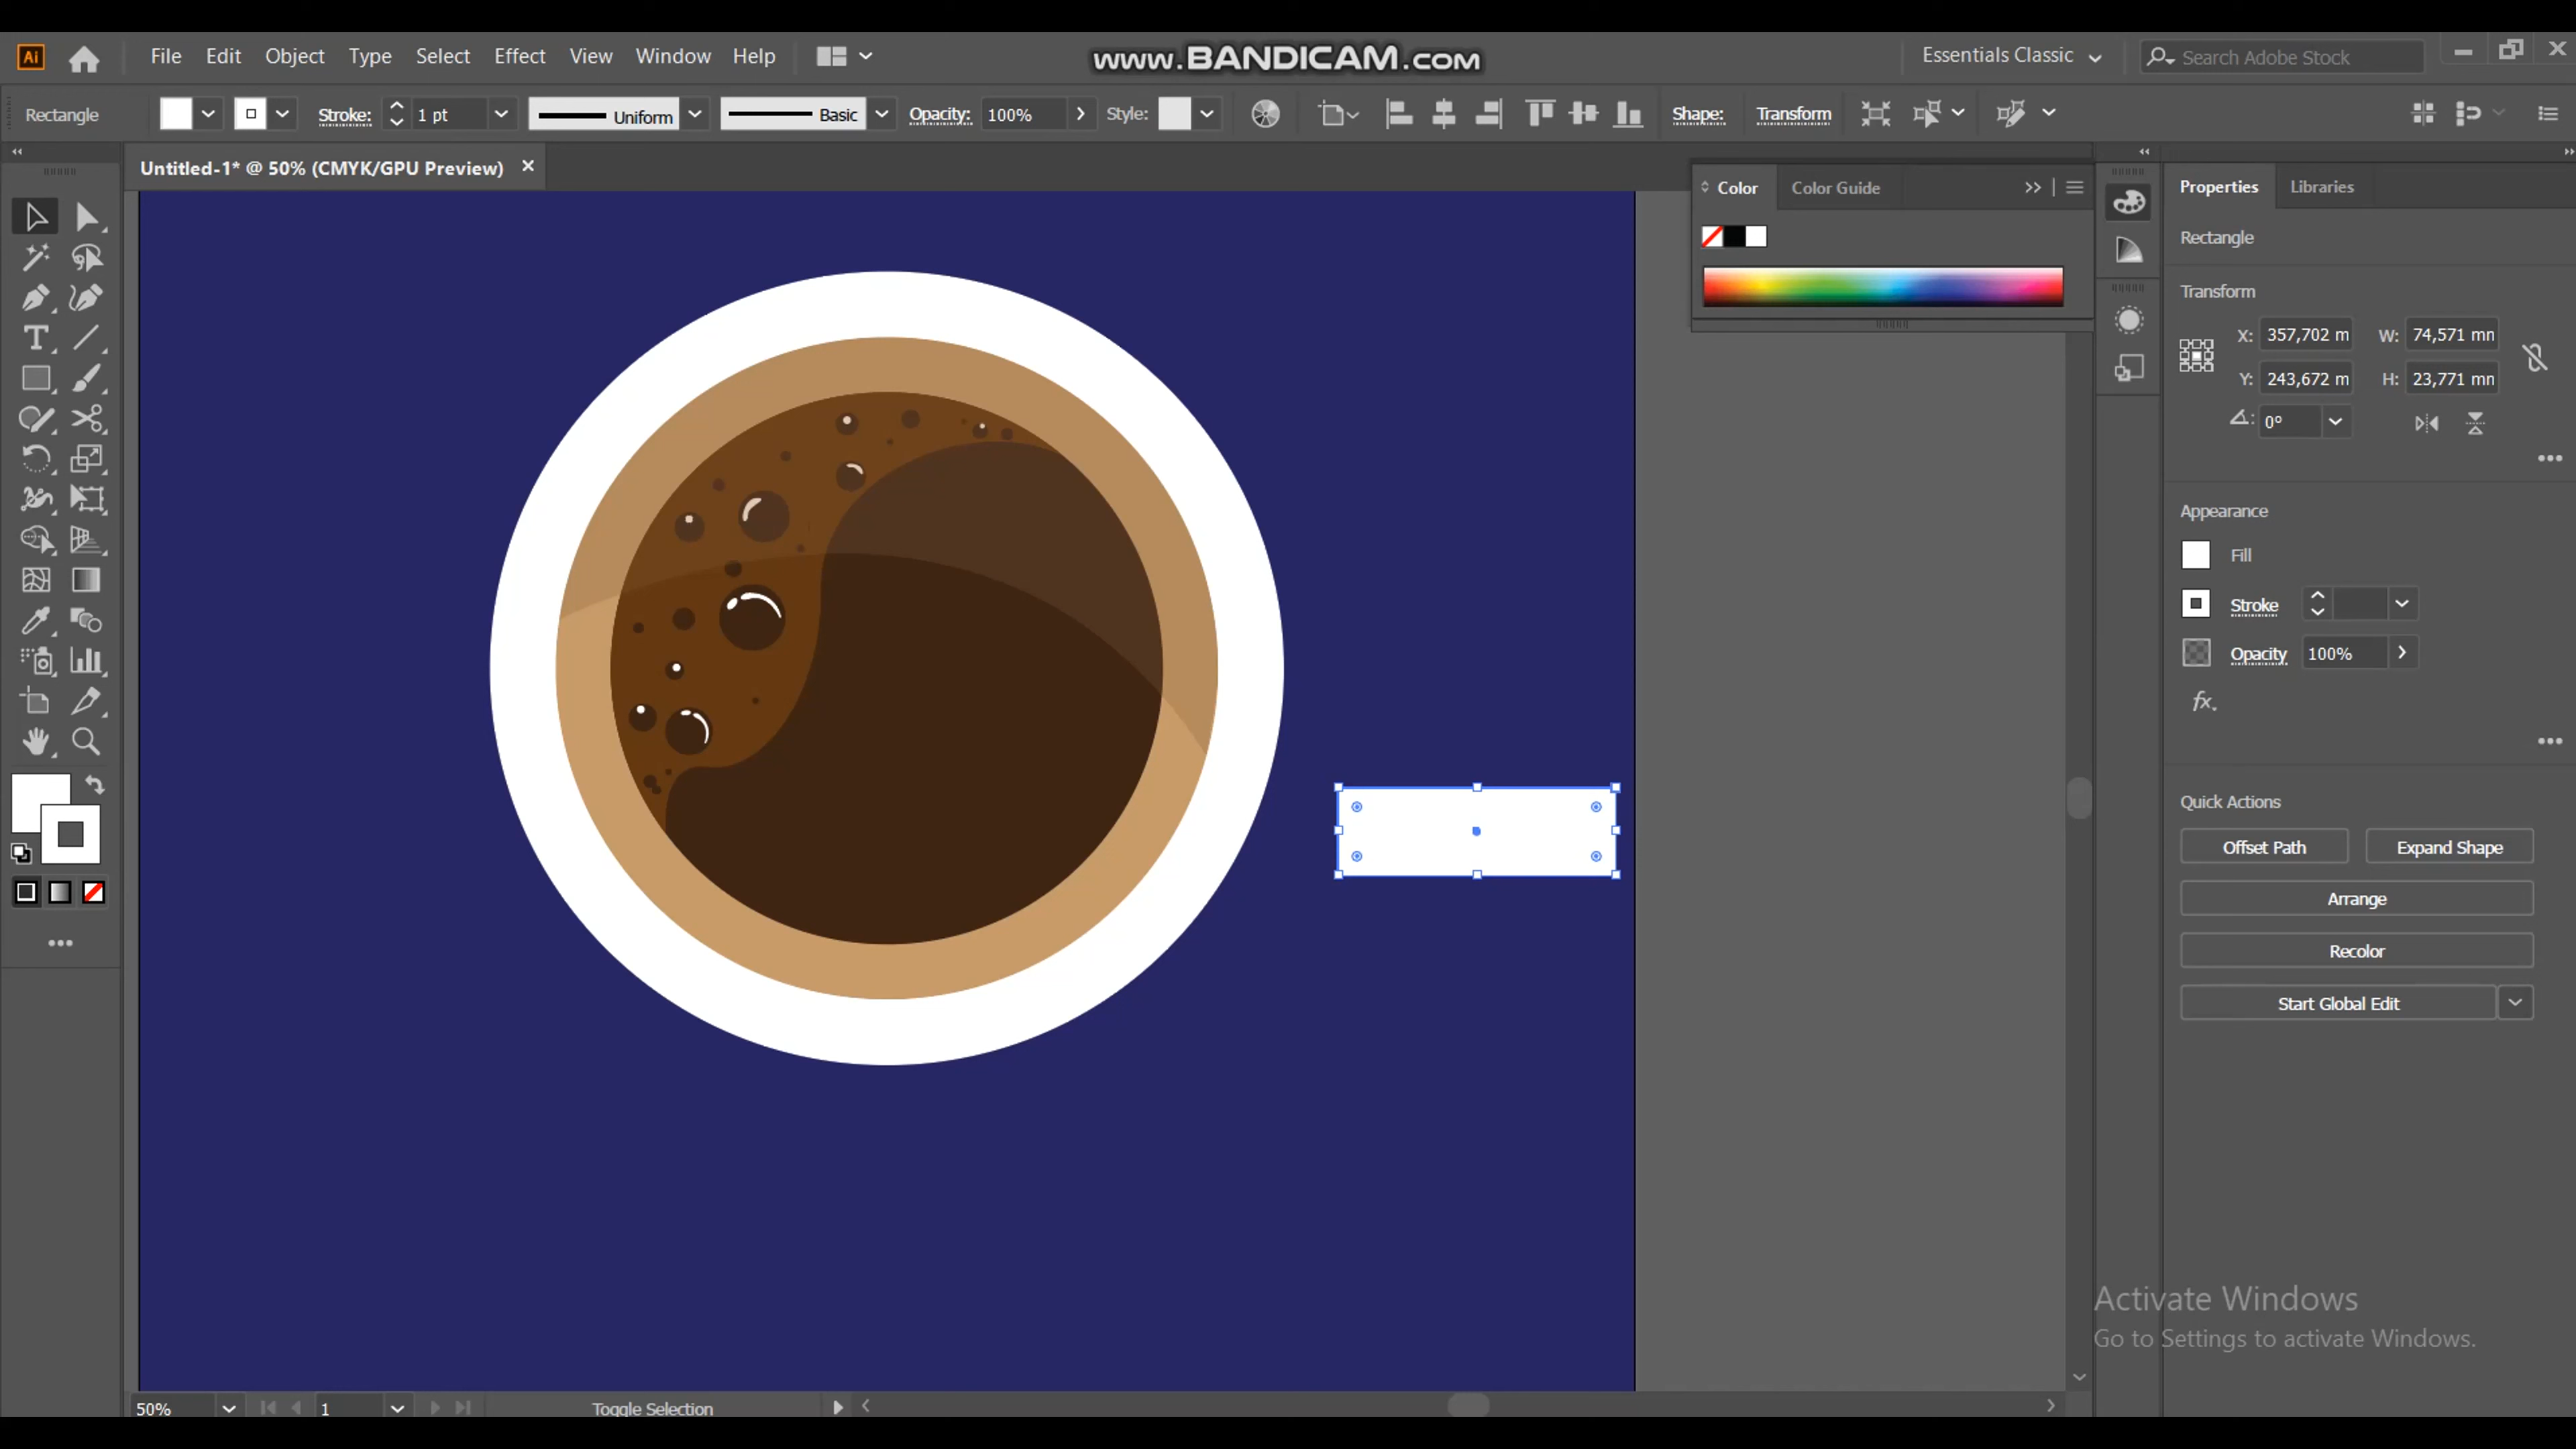 Ai File Edit Object Type Select Effect View Window Help www.BANDICAM.com Essentials Classic Search Adobe Stock
Rectangle Stroke: 1 pt Uniform Basic Opacity: 100% Style: Shape: Transform
Untitled-1* @ 50% (CMYK/GPU Preview)
Color Color Guide
Properties Libraries
Rectangle
Transform
X: 357,702 m W: 74,571 mn
Y: 243,672 m H: 23,771 mn
0°
Appearance
Fill
Stroke
Opacity 100%
fx
Quick Actions
Offset Path Expand Shape
Arrange
Recolor
Start Global Edit
Activate Windows
Go to Settings to activate Windows.
50% 1 Toggle Selection